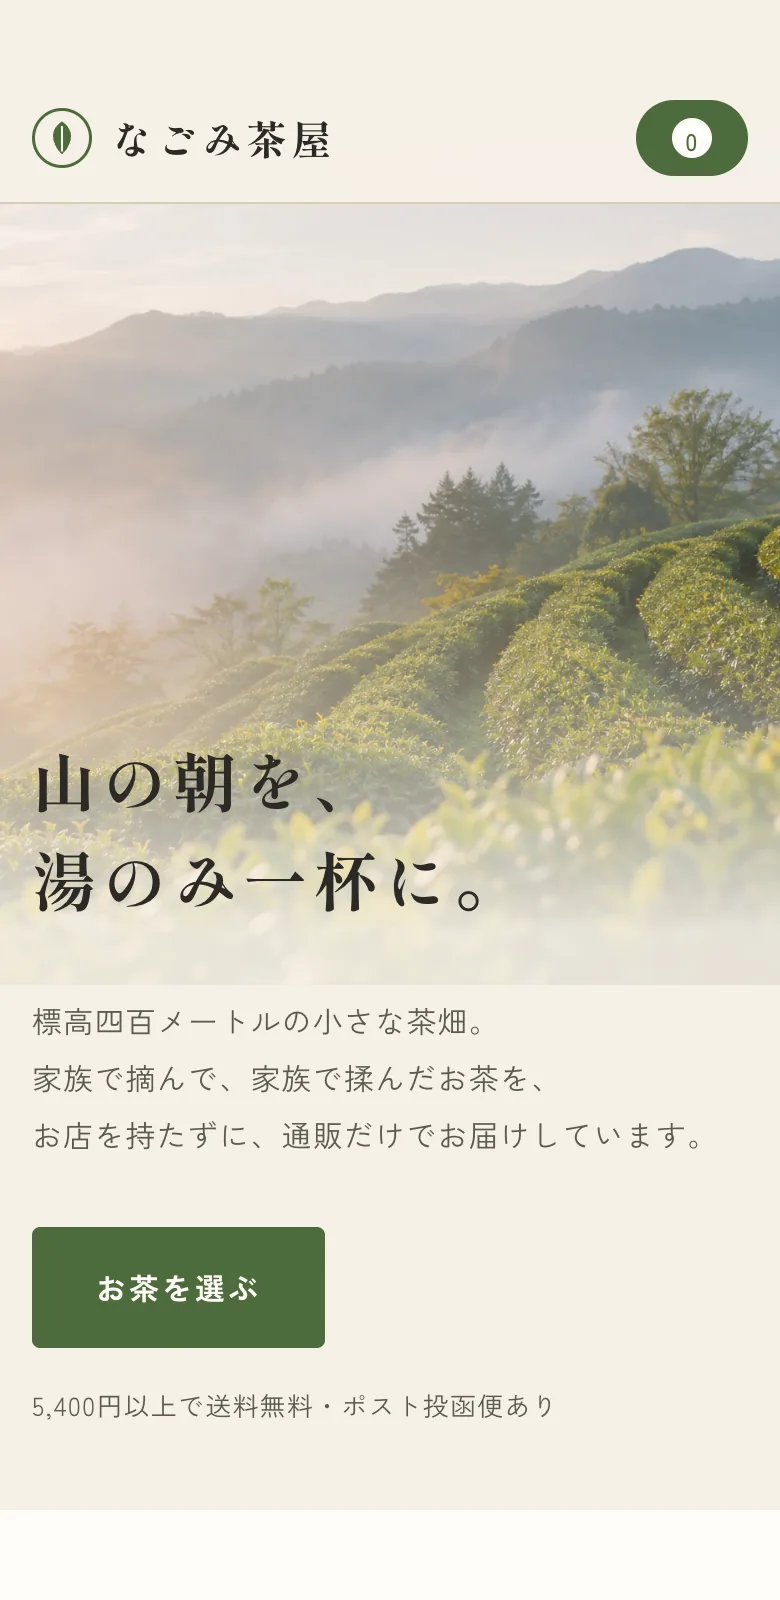 なごみ茶屋
0
山の朝を、
湯のみ一杯に。
標高四百メートルの小さな茶畑。
家族で摘んで、家族で揉んだお茶を、
お店を持たずに、通販だけでお届けしています。
お茶を選ぶ
5,400円以上で送料無料・ポスト投函便あり